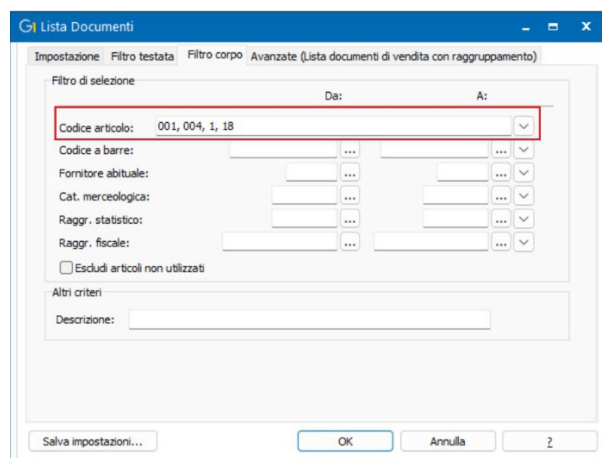 G1 Lista Documenti
Impostazione Filtro testata Filtro corpo Avanzate (Lista documenti di vendita con raggruppamento)
Filtro di selezione
Da: A:
Codice articolo: 001, 004, 1, 18
Codice a barre: ... ...
Fornitore abituale: ... ...
Cat. merceologica: ... ...
Raggr. statistico: ... ...
Raggr. fiscale: ... ...
Escludi articoli non utilizzati
Altri criteri
Descrizione:
Salva impostazioni... OK Annulla ?